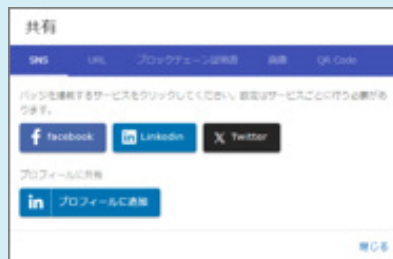 共有
SNS
URL
ブロックチェーン証明書
画像
QR Code
バッジを連携するサービスをクリックしてください。設定はサービスごとに行う必要があ
ります。
facebook
Linkedin
Twitter
プロフィールに共有
プロフィールに追加
閉じる